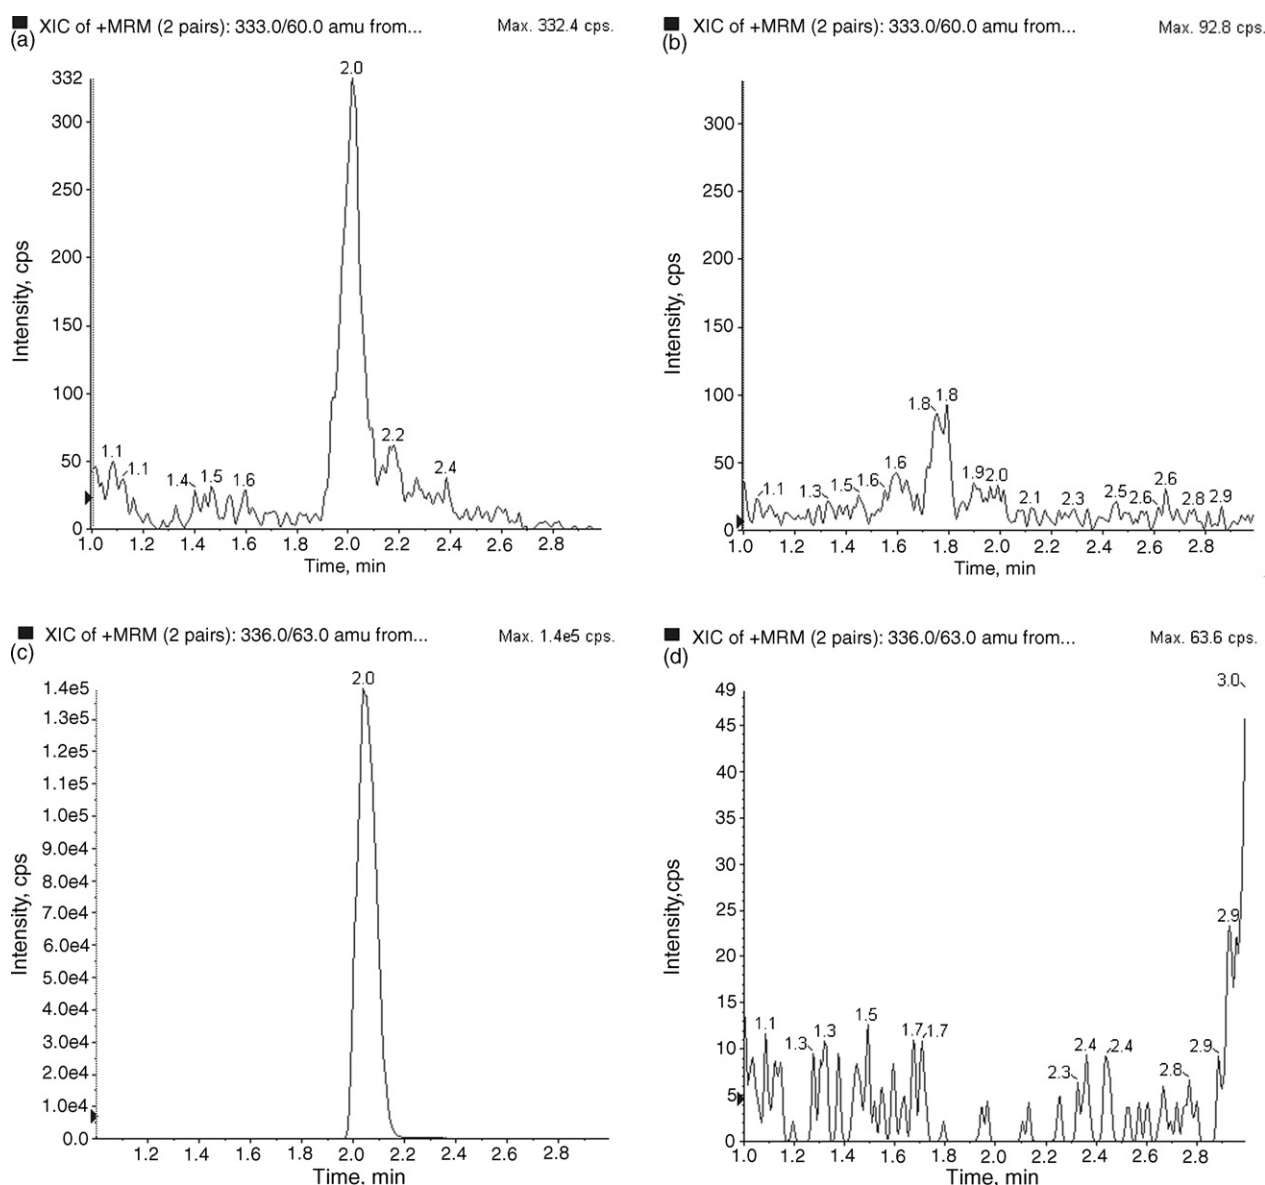 XIC of +MRM (2 pairs): 333.0/60.0 amu from... Max. 332.4 cps.
(a)
2.0
332
300
250
200
150
100
50
0
Intensity, cps
1.1
1.1
1.4
1.5
1.6
2.2
2.4
1.0 1.2 1.4 1.6 1.8 2.0 2.2 2.4 2.6 2.8
Time, min
XIC of +MRM (2 pairs): 333.0/60.0 amu from... Max. 92.8 cps.
(b)
300
250
200
150
100
50
0
Intensity, cps
1.1
1.3
1.5
1.6
1.6
1.8
1.8
1.9
2.0
2.1
2.3
2.5
2.6
2.6
2.8
2.9
1.0 1.2 1.4 1.6 1.8 2.0 2.2 2.4 2.6 2.8
Time, min
XIC of +MRM (2 pairs): 336.0/63.0 amu from... Max. 1.4e5 cps.
(c)
2.0
1.4e5
1.3e5
1.2e5
1.1e5
1.0e5
9.0e4
8.0e4
7.0e4
6.0e4
5.0e4
4.0e4
3.0e4
2.0e4
1.0e4
0.0
Intensity, cps
1.2 1.4 1.6 1.8 2.0 2.2 2.4 2.6 2.8
Time, min
XIC of +MRM (2 pairs): 336.0/63.0 amu from... Max. 63.6 cps.
(d)
3.0
49
45
40
35
30
25
20
15
10
5
0
Intensity,cps
1.1
1.3
1.3
1.5
1.7
1.7
2.3
2.4
2.4
2.8
2.9
2.9
1.0 1.2 1.4 1.6 1.8 2.0 2.2 2.4 2.6 2.8
Time, min